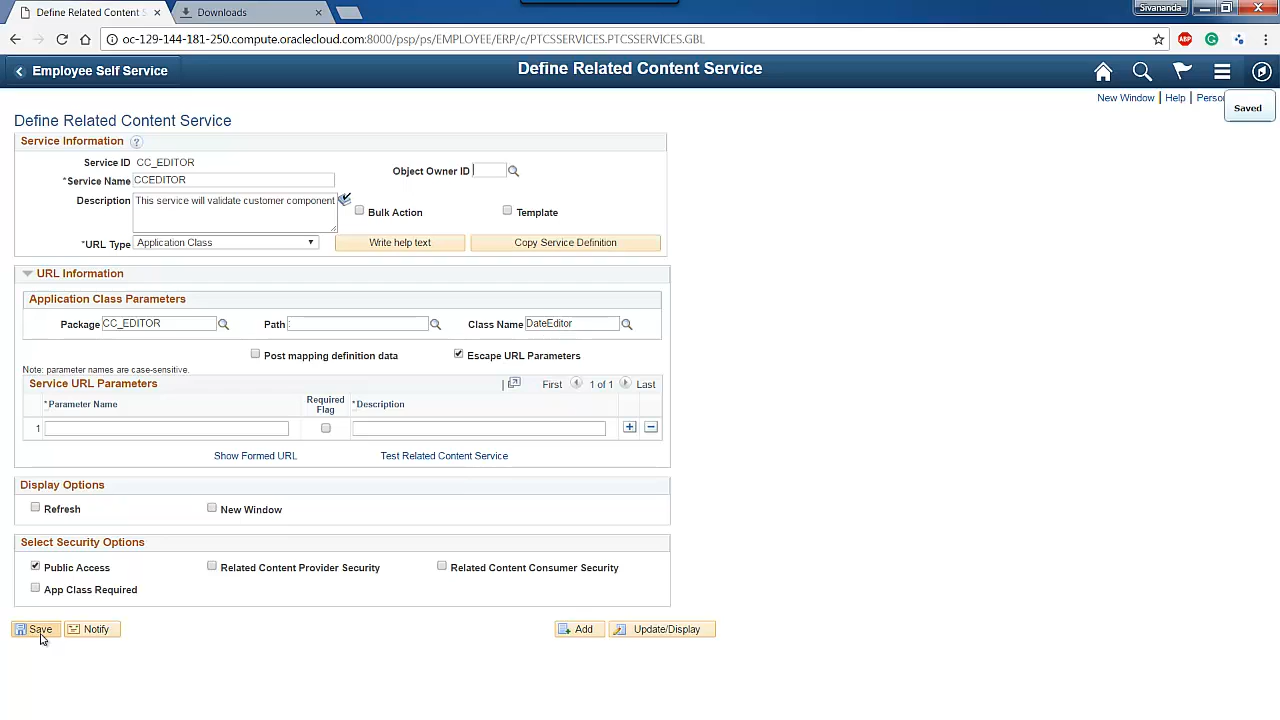 Define Related Content S
Downloads
Sivananda
oc-129-144-181-250.compute.oraclecloud.com:8000/psp/ps/EMPLOYEE/ERP/c/PTCSSERVICES.PTCSSERVICES.GBL
ABP
Employee Self Service
Define Related Content Service
New Window | Help | Perso
Saved
Define Related Content Service
Service Information ?
Service ID CC_EDITOR
Object Owner ID
*Service Name CCEDITOR
Description This service will validate customer component
Bulk Action
Template
*URL Type Application Class
Write help text
Copy Service Definition
URL Information
Application Class Parameters
Package CC_EDITOR
Path :
Class Name DateEditor
Post mapping definition data
Escape URL Parameters
Note: parameter names are case-sensitive.
Service URL Parameters
First 1 of 1 Last
*Parameter Name
Required Flag
*Description
1
Show Formed URL
Test Related Content Service
Display Options
Refresh
New Window
Select Security Options
Public Access
Related Content Provider Security
Related Content Consumer Security
App Class Required
Save
Notify
Add
Update/Display